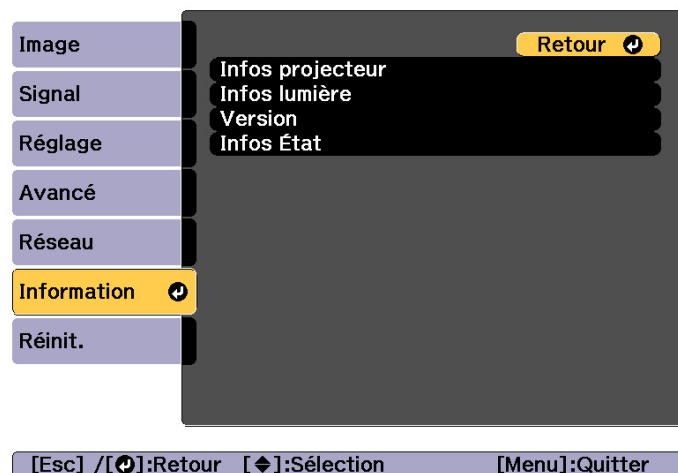 Image
Signal
Réglage
Avancé
Réseau
Information
Réinit.
Retour
Infos projecteur
Infos lumière
Version
Infos État
[Esc] /[ ]:Retour [ ]:Sélection [Menu]:Quitter